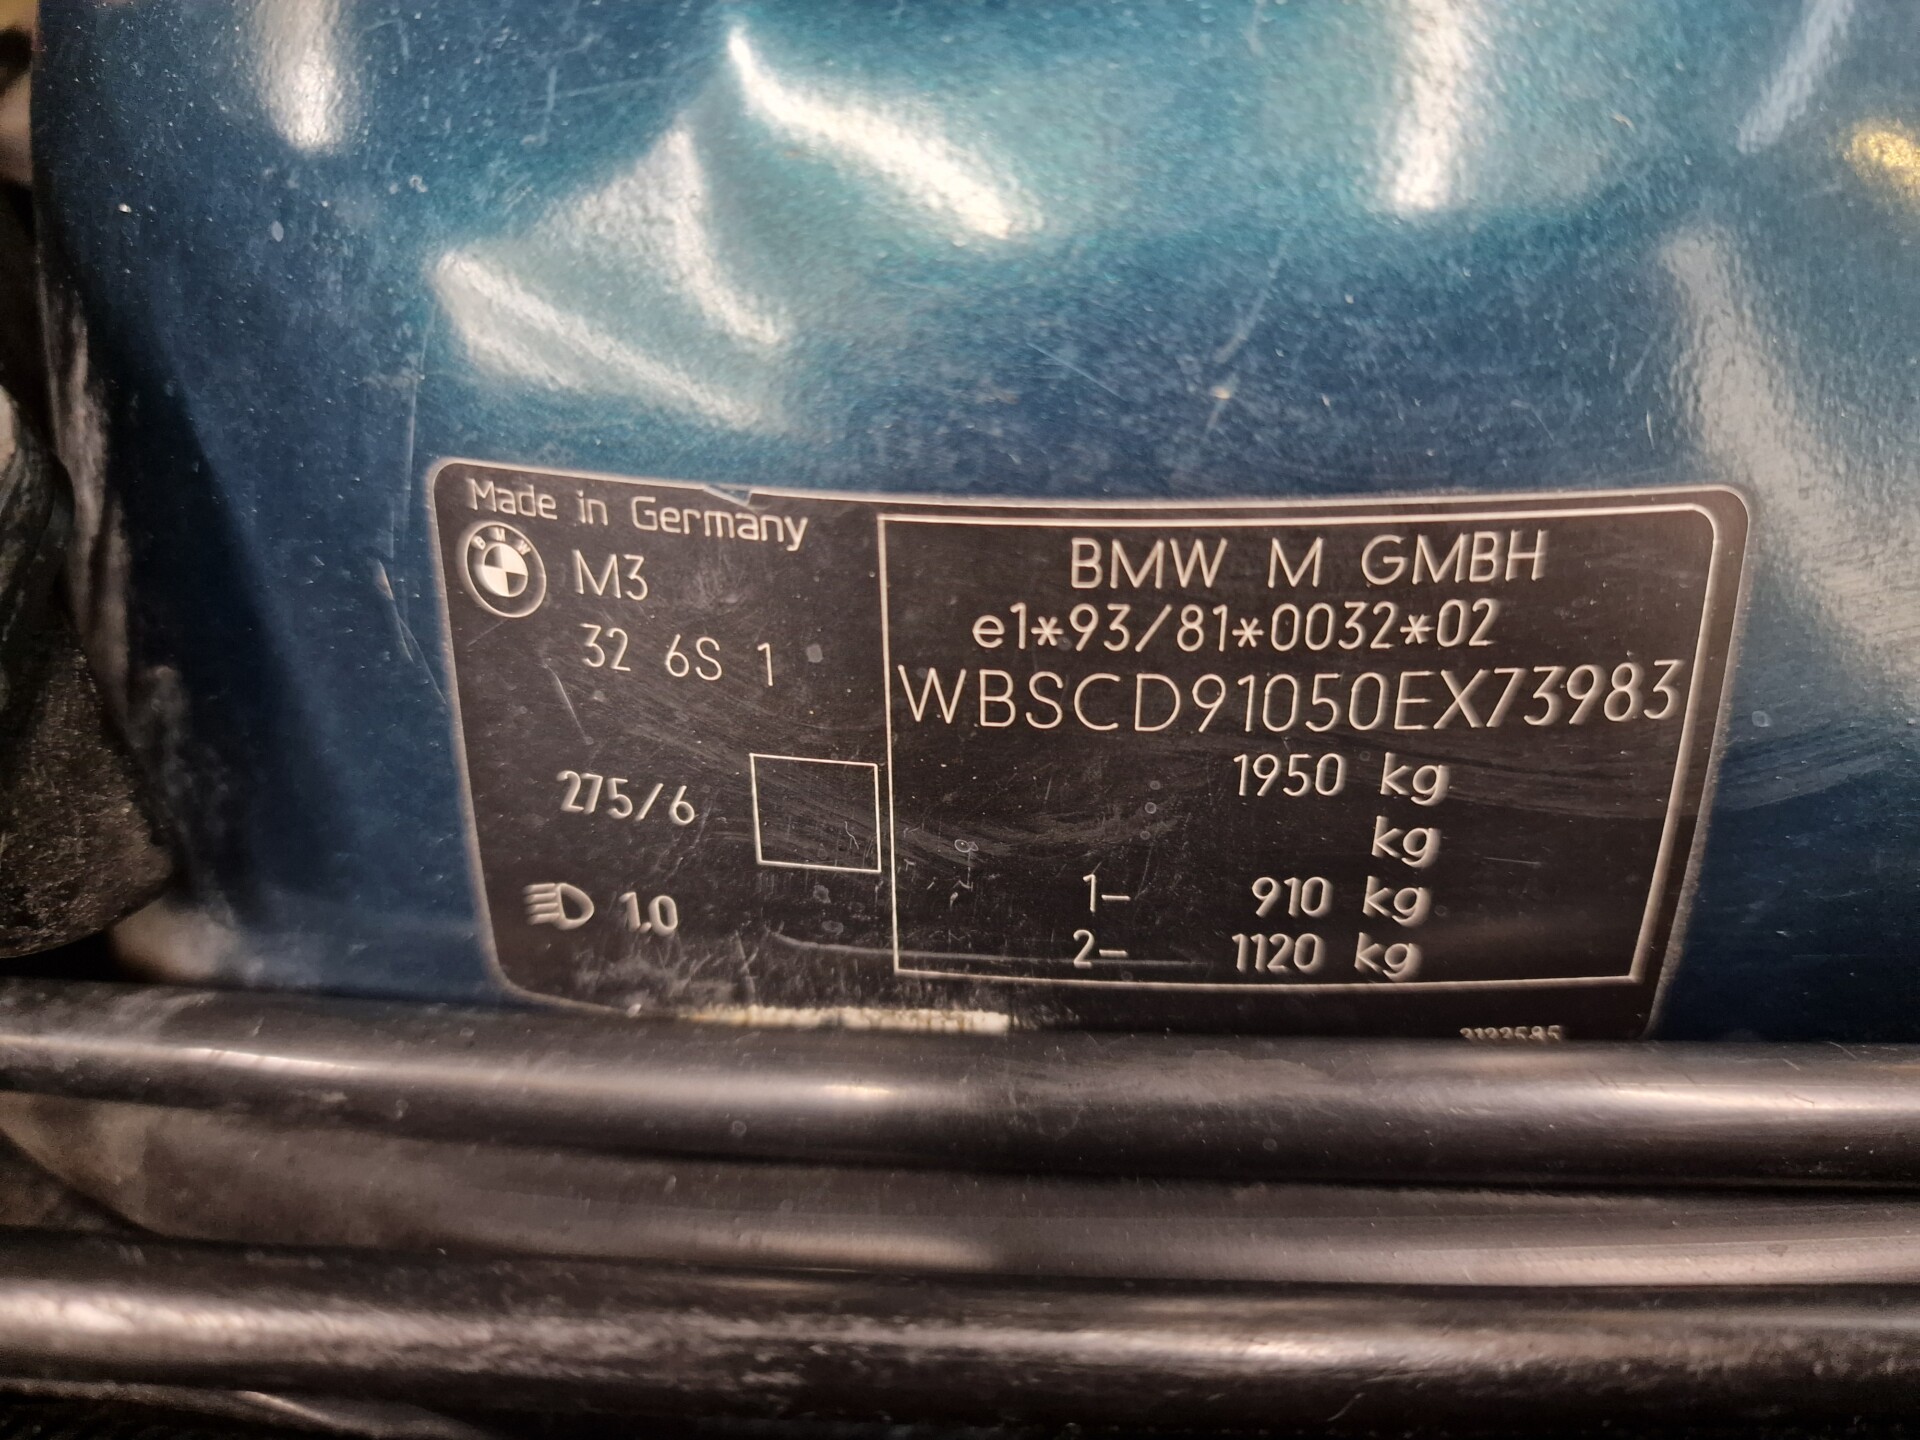 Made in Germany
BMW
M3
32 6S 1
275/6
1.0
BMW M GMBH
e1*93/81*0032*02
WBSCD91050EX73983
1950 kg
kg
1- 910 kg
2- 1120 kg